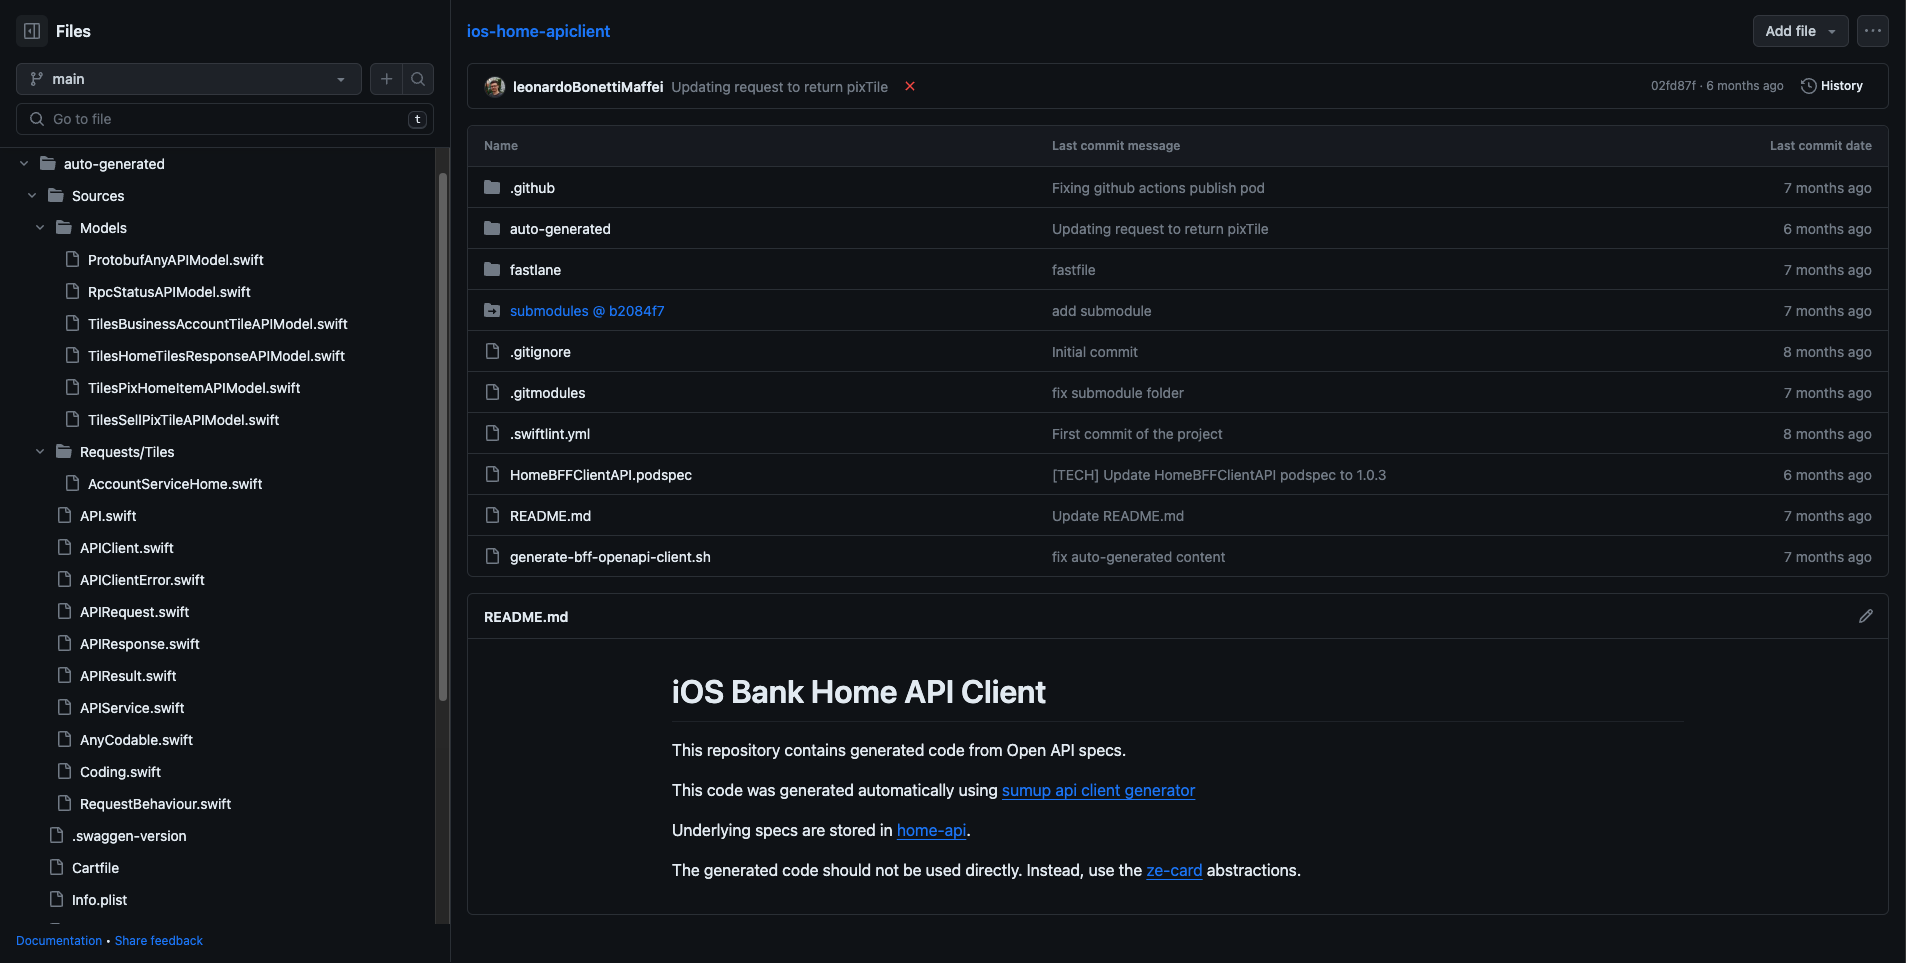 Files
main
Go to file
t
auto-generated
Sources
Models
ProtobufAnyAPIModel.swift
RpcStatusAPIModel.swift
TilesBusinessAccountTileAPIModel.swift
TilesHomeTilesResponseAPIModel.swift
TilesPixHomeItemAPIModel.swift
TilesSellPixTileAPIModel.swift
Requests/Tiles
AccountServiceHome.swift
API.swift
APIClient.swift
APIClientError.swift
APIRequest.swift
APIResponse.swift
APIResult.swift
APIService.swift
AnyCodable.swift
Coding.swift
RequestBehaviour.swift
.swaggen-version
Cartfile
Info.plist
Documentation • Share feedback
ios-home-apiclient
Add file
leonardoBonettiMaffei Updating request to return pixTile
02fd87f · 6 months ago
History
Name Last commit message Last commit date
.github Fixing github actions publish pod 7 months ago
auto-generated Updating request to return pixTile 6 months ago
fastlane fastfile 7 months ago
submodules @ b2084f7 add submodule 7 months ago
.gitignore Initial commit 8 months ago
.gitmodules fix submodule folder 7 months ago
.swiftlint.yml First commit of the project 8 months ago
HomeBFFClientAPI.podspec [TECH] Update HomeBFFClientAPI podspec to 1.0.3 6 months ago
README.md Update README.md 7 months ago
generate-bff-openapi-client.sh fix auto-generated content 7 months ago
README.md
iOS Bank Home API Client
This repository contains generated code from Open API specs.
This code was generated automatically using sumup api client generator
Underlying specs are stored in home-api.
The generated code should not be used directly. Instead, use the ze-card abstractions.